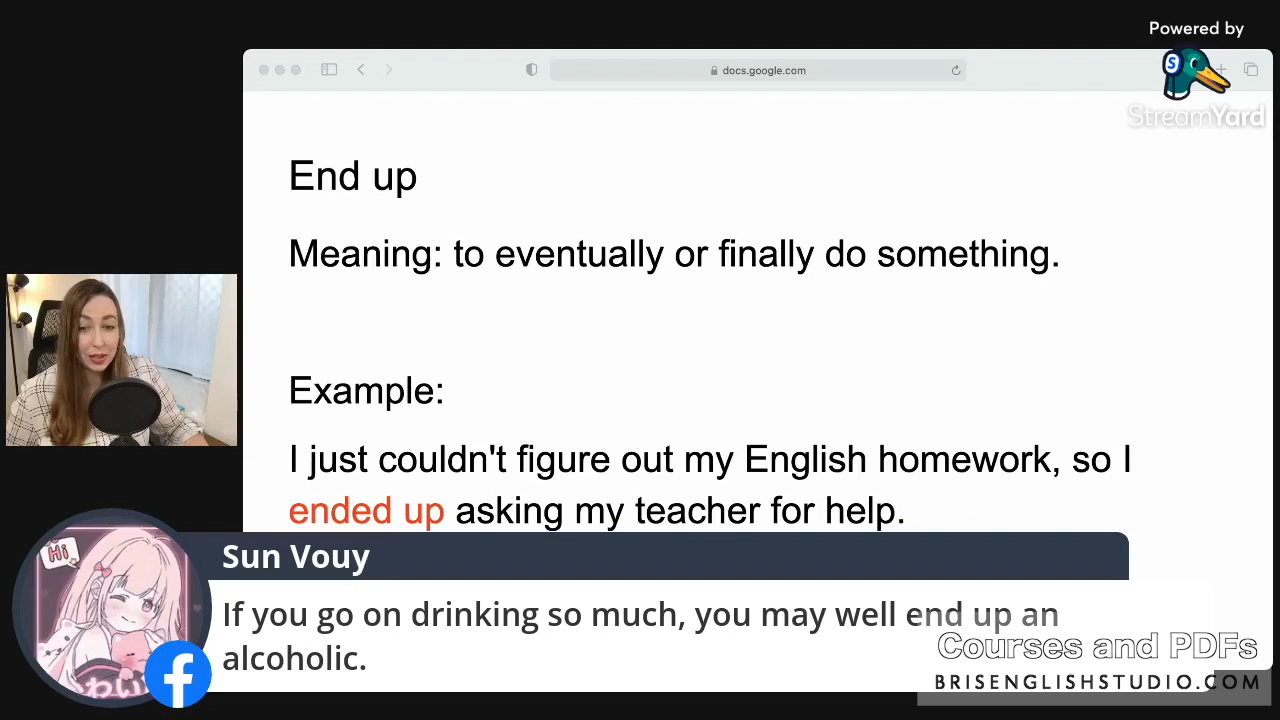 Powered by
StreamYard
docs.google.com
End up
Meaning: to eventually or finally do something.
Example:
I just couldn't figure out my English homework, so I
ended up asking my teacher for help.
Hi
Sun Vouy
If you go on drinking so much, you may well end up an
alcoholic.
Courses and PDFs
BRISENGLISHSTUDIO.COM